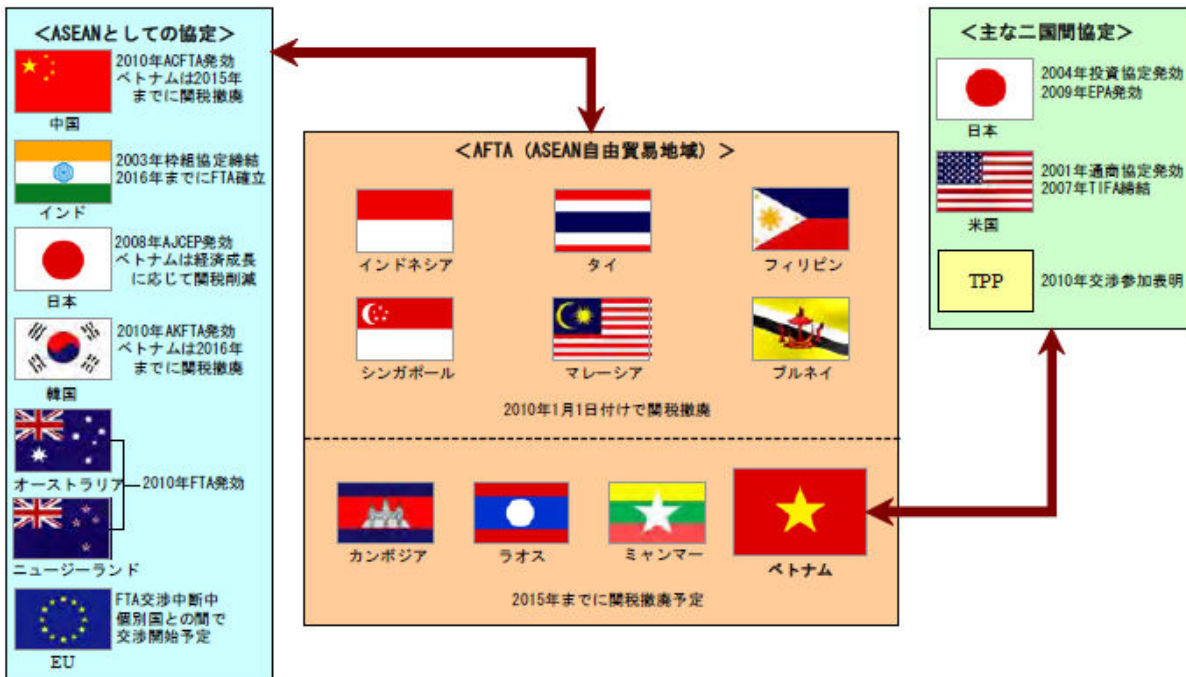 ＜ASEANとしての協定＞
2010年ACFTA発効
ベトナムは2015年
までに関税撤廃
中国
2003年枠組協定締結
2016年までにFTA確立
インド
2008年AJCEP発効
ベトナムは経済成長
に応じて関税削減
日本
2010年AKFTA発効
ベトナムは2016年
までに関税撤廃
韓国
オーストラリア
2010年FTA発効
ニュージーランド
FTA交渉中断中
個別国との間で
交渉開始予定
EU
＜AFTA（ASEAN自由貿易地域）＞
インドネシア
タイ
フィリピン
シンガポール
マレーシア
ブルネイ
2010年1月1日付けで関税撤廃
カンボジア
ラオス
ミャンマー
ベトナム
2015年までに関税撤廃予定
＜主な二国間協定＞
2004年投資協定発効
2009年EPA発効
日本
2001年通商協定発効
2007年TIFA締結
米国
TPP
2010年交渉参加表明